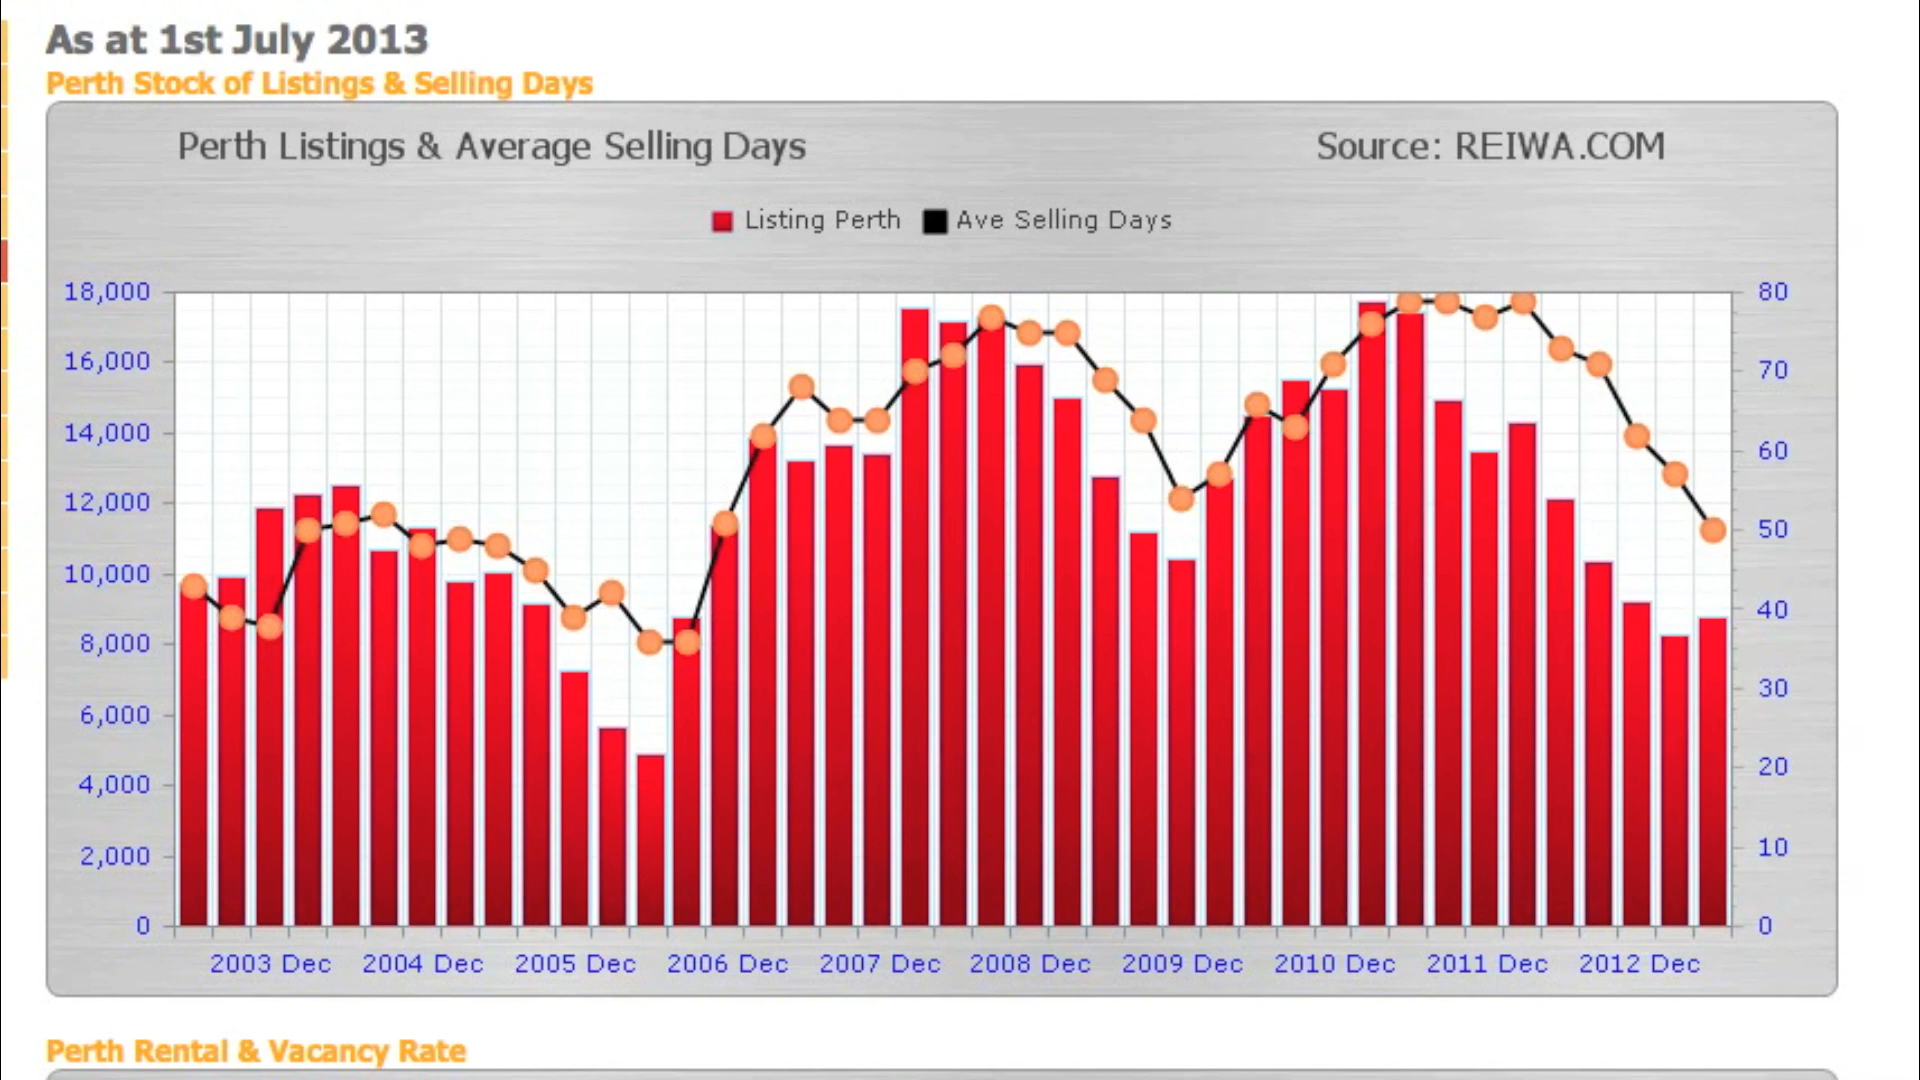 As at 1st July 2013
Perth Stock of Listings & Selling Days
Perth Listings & Average Selling Days
Source: REIWA.COM
Listing Perth
Ave Selling Days
18,000
16,000
14,000
12,000
10,000
8,000
6,000
4,000
2,000
0
80
70
60
50
40
30
20
10
0
2003 Dec
2004 Dec
2005 Dec
2006 Dec
2007 Dec
2008 Dec
2009 Dec
2010 Dec
2011 Dec
2012 Dec
Perth Rental & Vacancy Rate